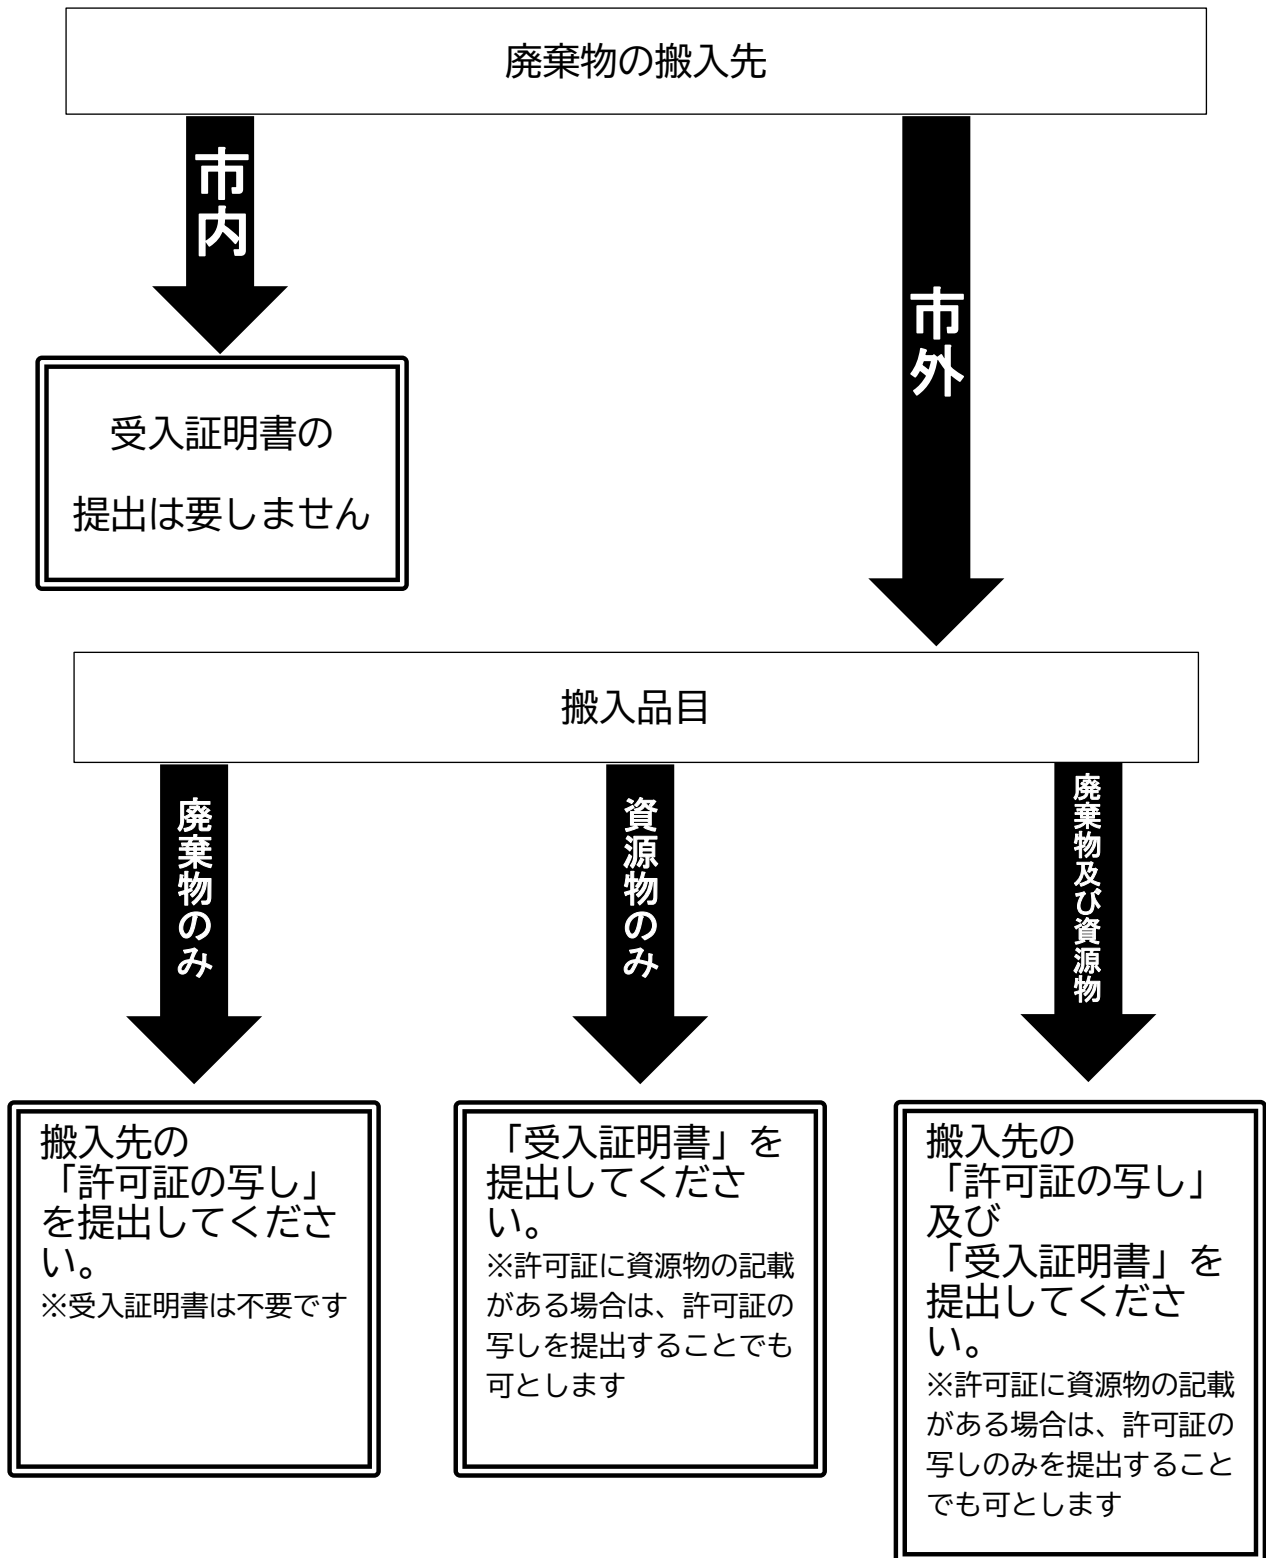 廃棄物の搬入先
市内
市外
受入証明書の
提出は要しません
搬入品目
廃棄物のみ
資源物のみ
廃棄物及び資源物
搬入先の
「許可証の写し」
を提出してくださ
い。
※受入証明書は不要です
「受入証明書」を
提出してくださ
い。
※許可証に資源物の記載
がある場合は、許可証の
写しを提出することでも
可とします
搬入先の
「許可証の写し」
及び
「受入証明書」を
提出してくださ
い。
※許可証に資源物の記載
がある場合は、許可証の
写しのみを提出すること
でも可とします